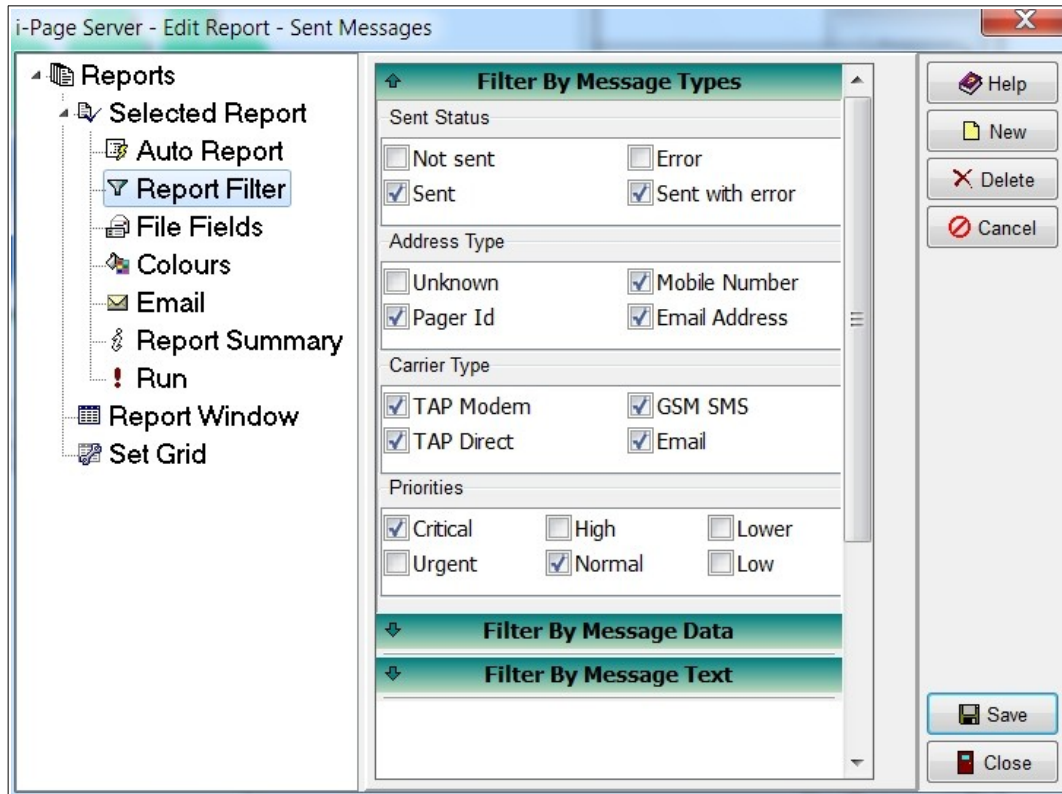 i-Page Server - Edit Report - Sent Messages
Reports
Selected Report
Auto Report
Report Filter
File Fields
Colours
Email
Report Summary
Run
Report Window
Set Grid
Filter By Message Types
Sent Status
Not sent
Error
Sent
Sent with error
Address Type
Unknown
Mobile Number
Pager Id
Email Address
Carrier Type
TAP Modem
GSM SMS
TAP Direct
Email
Priorities
Critical
High
Lower
Urgent
Normal
Low
Filter By Message Data
Filter By Message Text
Help
New
Delete
Cancel
Save
Close